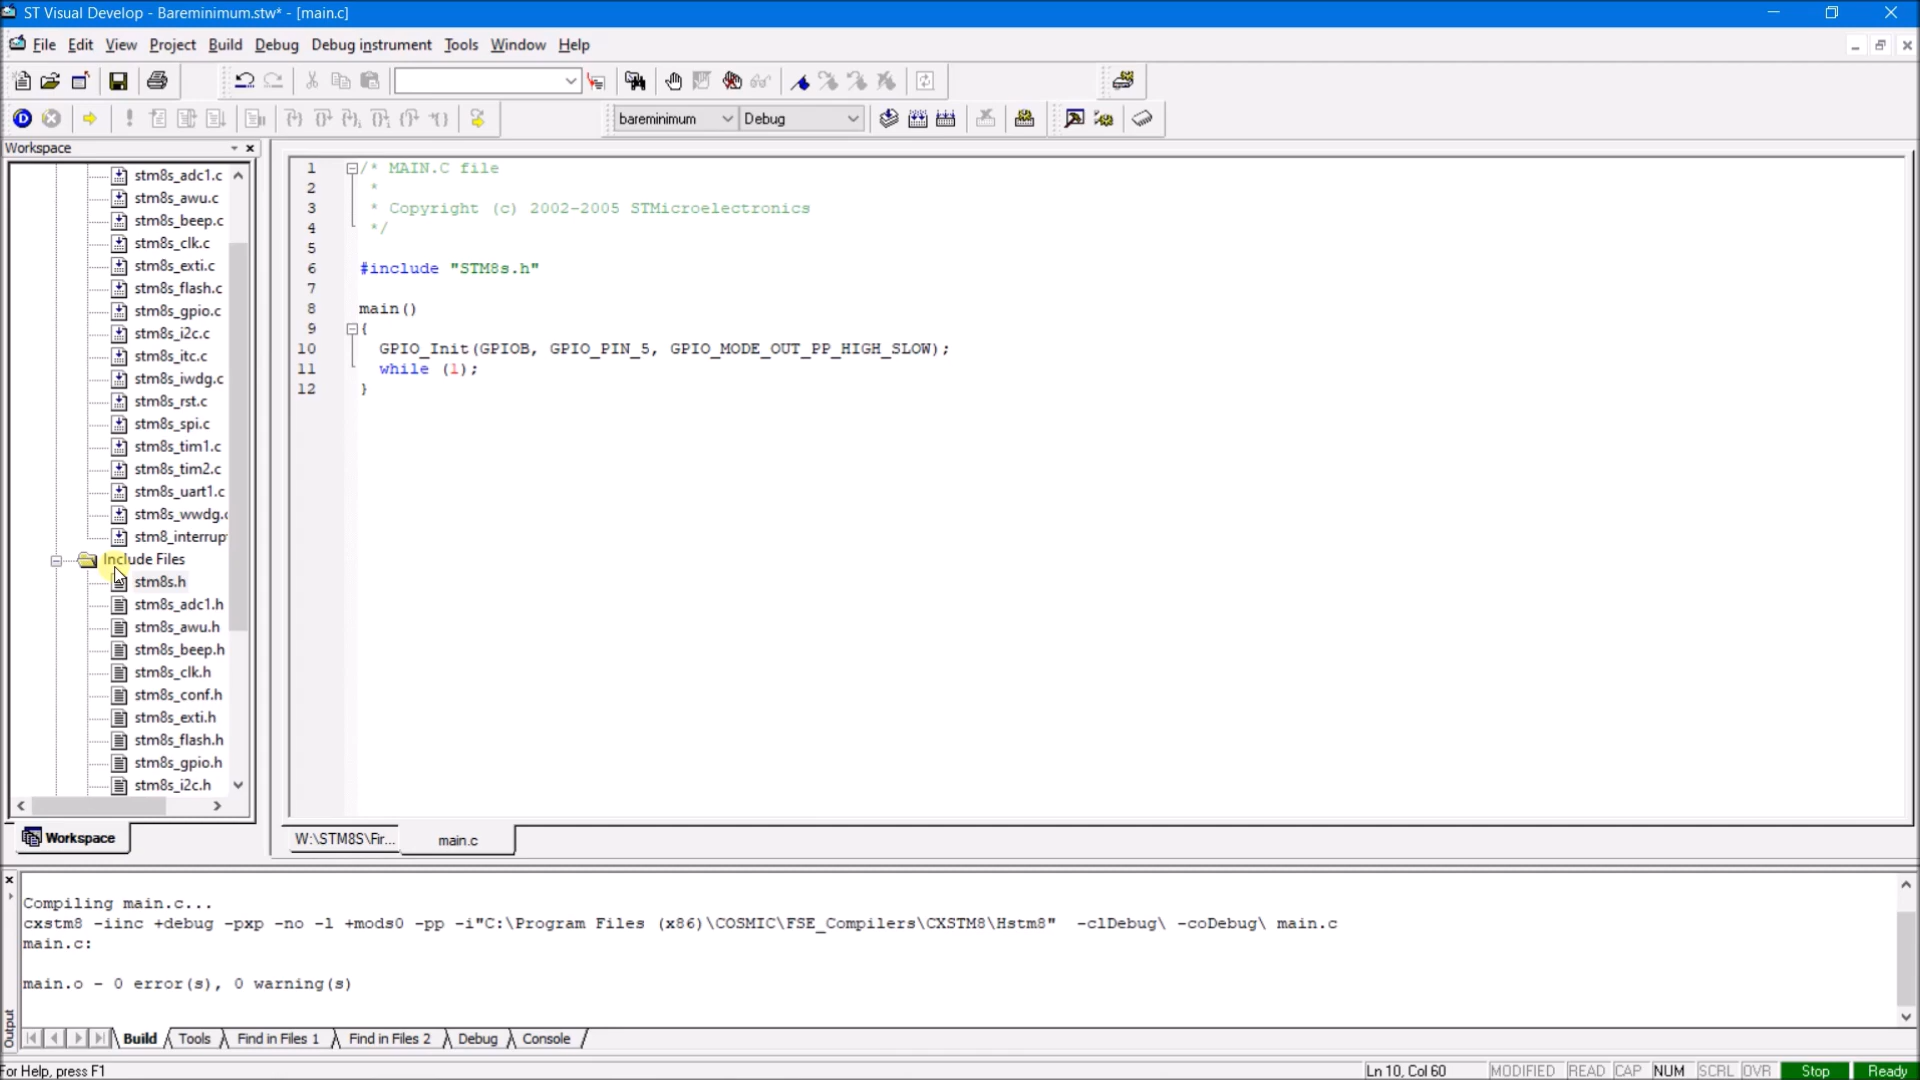 ST Visual Develop - Bareminimum.stw* - [main.c]
File Edit View Project Build Debug Debug instrument Tools Window Help
bareminimum Debug
Workspace
stm8s_adc1.c
stm8s_awu.c
stm8s_beep.c
stm8s_clk.c
stm8s_exti.c
stm8s_flash.c
stm8s_gpio.c
stm8s_i2c.c
stm8s_itc.c
stm8s_iwdg.c
stm8s_rst.c
stm8s_spi.c
stm8s_tim1.c
stm8s_tim2.c
stm8s_uart1.c
stm8s_wwdg.c
stm8_interrup
Include Files
stm8s.h
stm8s_adc1.h
stm8s_awu.h
stm8s_beep.h
stm8s_clk.h
stm8s_conf.h
stm8s_exti.h
stm8s_flash.h
stm8s_gpio.h
stm8s_i2c.h
Workspace
1 /* MAIN.C file
2 *
3 * Copyright (c) 2002-2005 STMicroelectronics
4 */
5
6 #include "STM8s.h"
7
8 main()
9 {
10 GPIO_Init(GPIOB, GPIO_PIN_5, GPIO_MODE_OUT_PP_HIGH_SLOW);
11 while (1);
12 }
W:\STM8S\Fir... main.c
Compiling main.c...
cxstm8 -iinc +debug -pxp -no -l +mods0 -pp -i"C:\Program Files (x86)\COSMIC\FSE_Compilers\CXSTM8\Hstm8" -clDebug\ -coDebug\ main.c
main.c:
main.o - 0 error(s), 0 warning(s)
Output
Build Tools Find in Files 1 Find in Files 2 Debug Console
For Help, press F1
Ln 10, Col 60 MODIFIED READ CAP NUM SCRL OVR Stop Ready